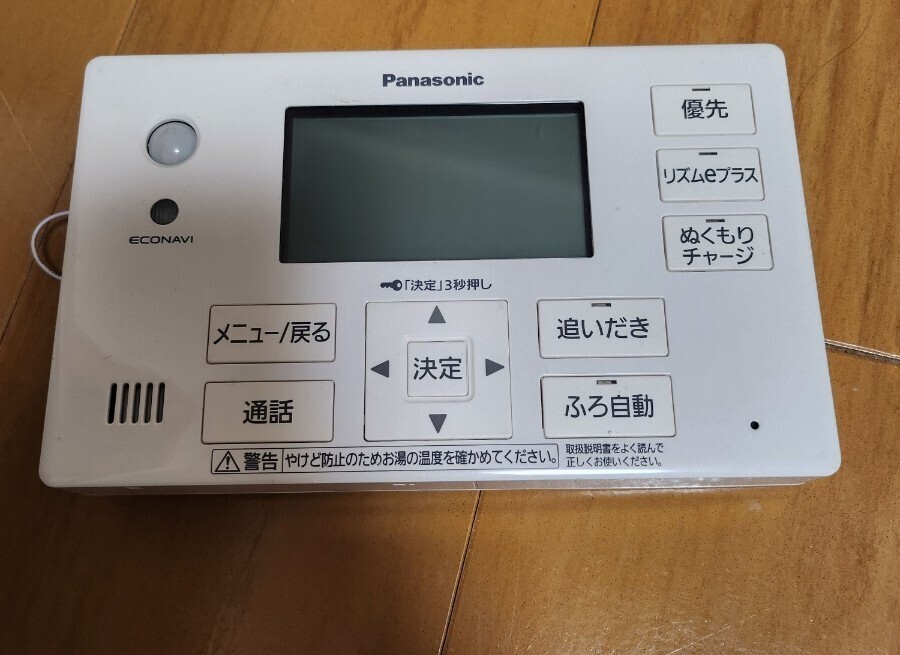 Panasonic
優先
リズムeプラス
ECONAVI
ぬくもり
チャージ
「決定」3秒押し
メニュー/戻る
決定
追いだき
通話
ふろ自動
警告 やけど防止のためお湯の温度を確かめてください。
取扱説明書をよく読んで
正しくお使いください。